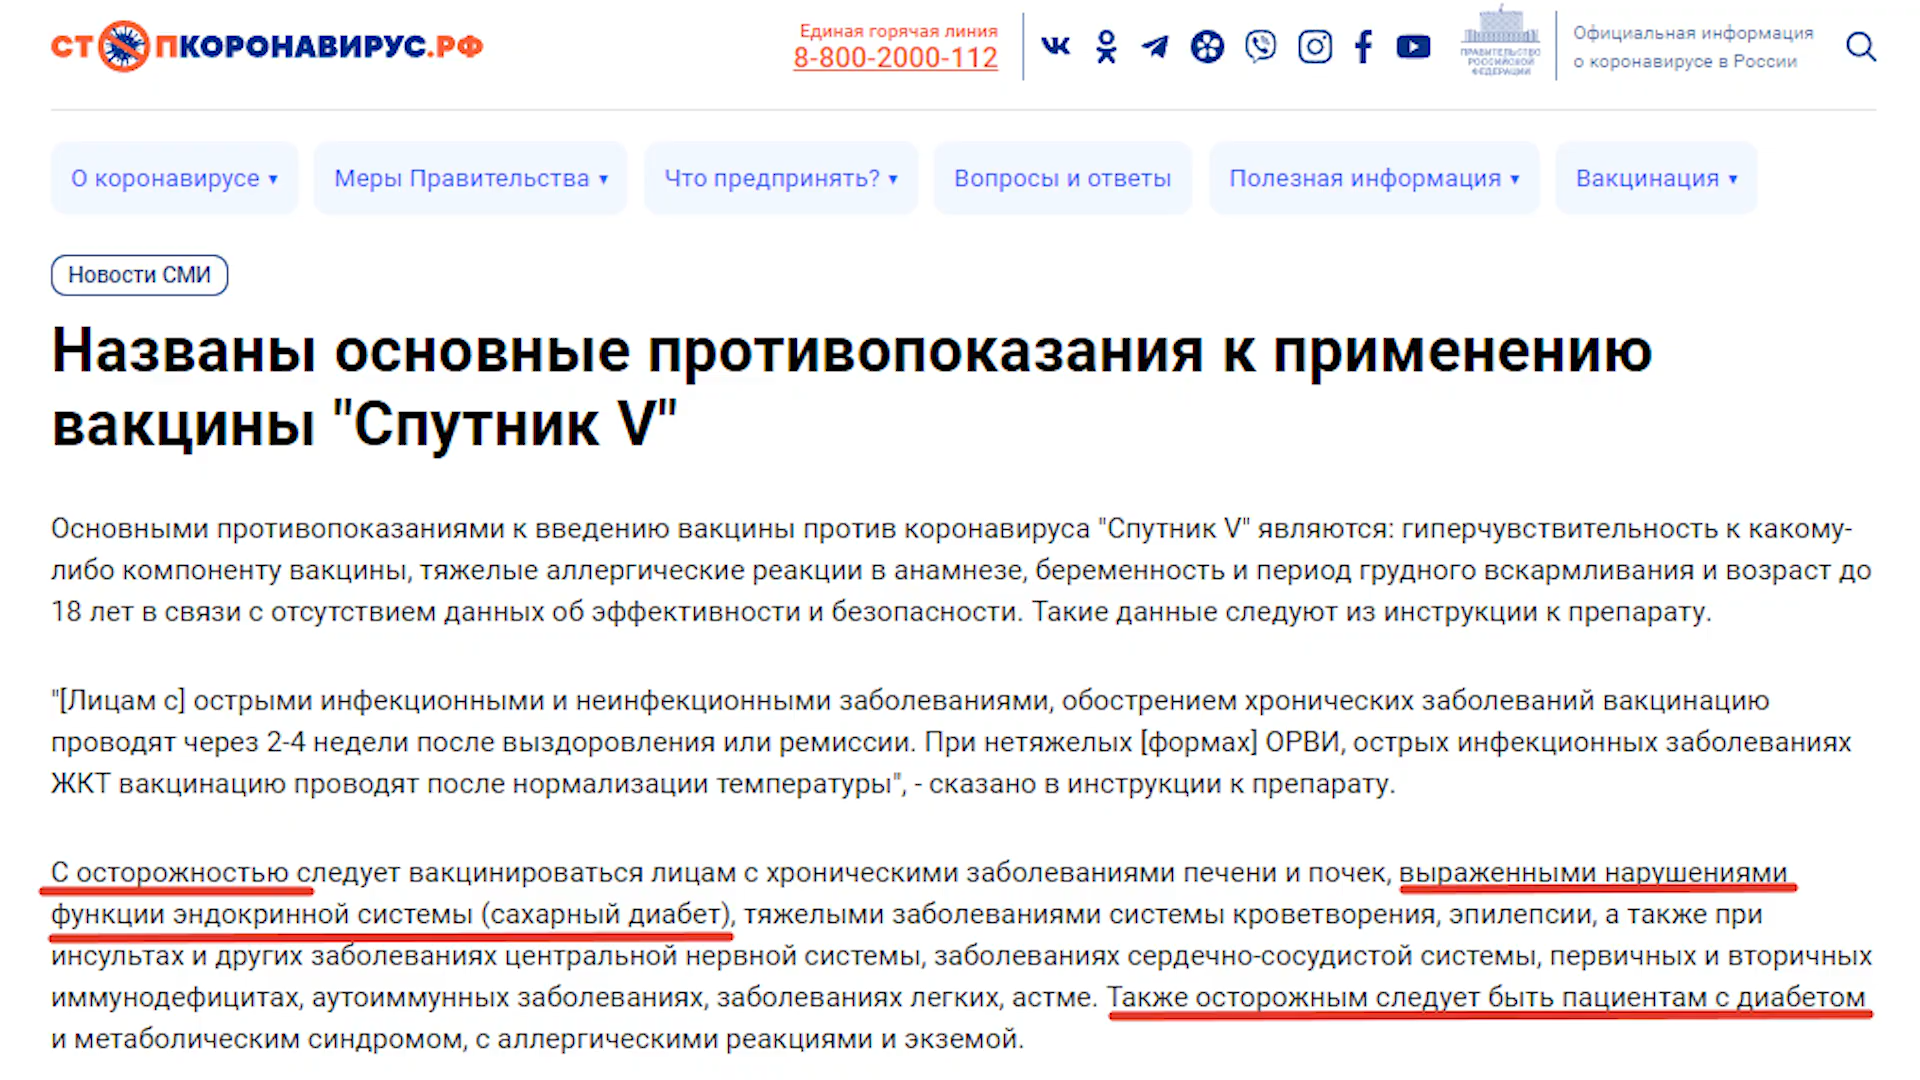 СТОПКОРОНАВИРУС.РФ
Единая горячая линия
8-800-2000-112
ПРАВИТЕЛЬСТВО
РОССИЙСКОЙ
ФЕДЕРАЦИИ
Официальная информация
о коронавирусе в России
О коронавирусе ▾
Меры Правительства ▾
Что предпринять? ▾
Вопросы и ответы
Полезная информация ▾
Вакцинация ▾
Новости СМИ
Названы основные противопоказания к применению
вакцины "Спутник V"
Основными противопоказаниями к введению вакцины против коронавируса "Спутник V" являются: гиперчувствительность к какому-
либо компоненту вакцины, тяжелые аллергические реакции в анамнезе, беременность и период грудного вскармливания и возраст до
18 лет в связи с отсутствием данных об эффективности и безопасности. Такие данные следуют из инструкции к препарату.
"[Лицам с] острыми инфекционными и неинфекционными заболеваниями, обострением хронических заболеваний вакцинацию
проводят через 2-4 недели после выздоровления или ремиссии. При нетяжелых [формах] ОРВИ, острых инфекционных заболеваниях
ЖКТ вакцинацию проводят после нормализации температуры", - сказано в инструкции к препарату.
С осторожностью следует вакцинироваться лицам с хроническими заболеваниями печени и почек, выраженными нарушениями
функции эндокринной системы (сахарный диабет), тяжелыми заболеваниями системы кроветворения, эпилепсии, а также при
инсультах и других заболеваниях центральной нервной системы, заболеваниях сердечно-сосудистой системы, первичных и вторичных
иммунодефицитах, аутоиммунных заболеваниях, заболеваниях легких, астме. Также осторожным следует быть пациентам с диабетом
и метаболическим синдромом, с аллергическими реакциями и экземой.